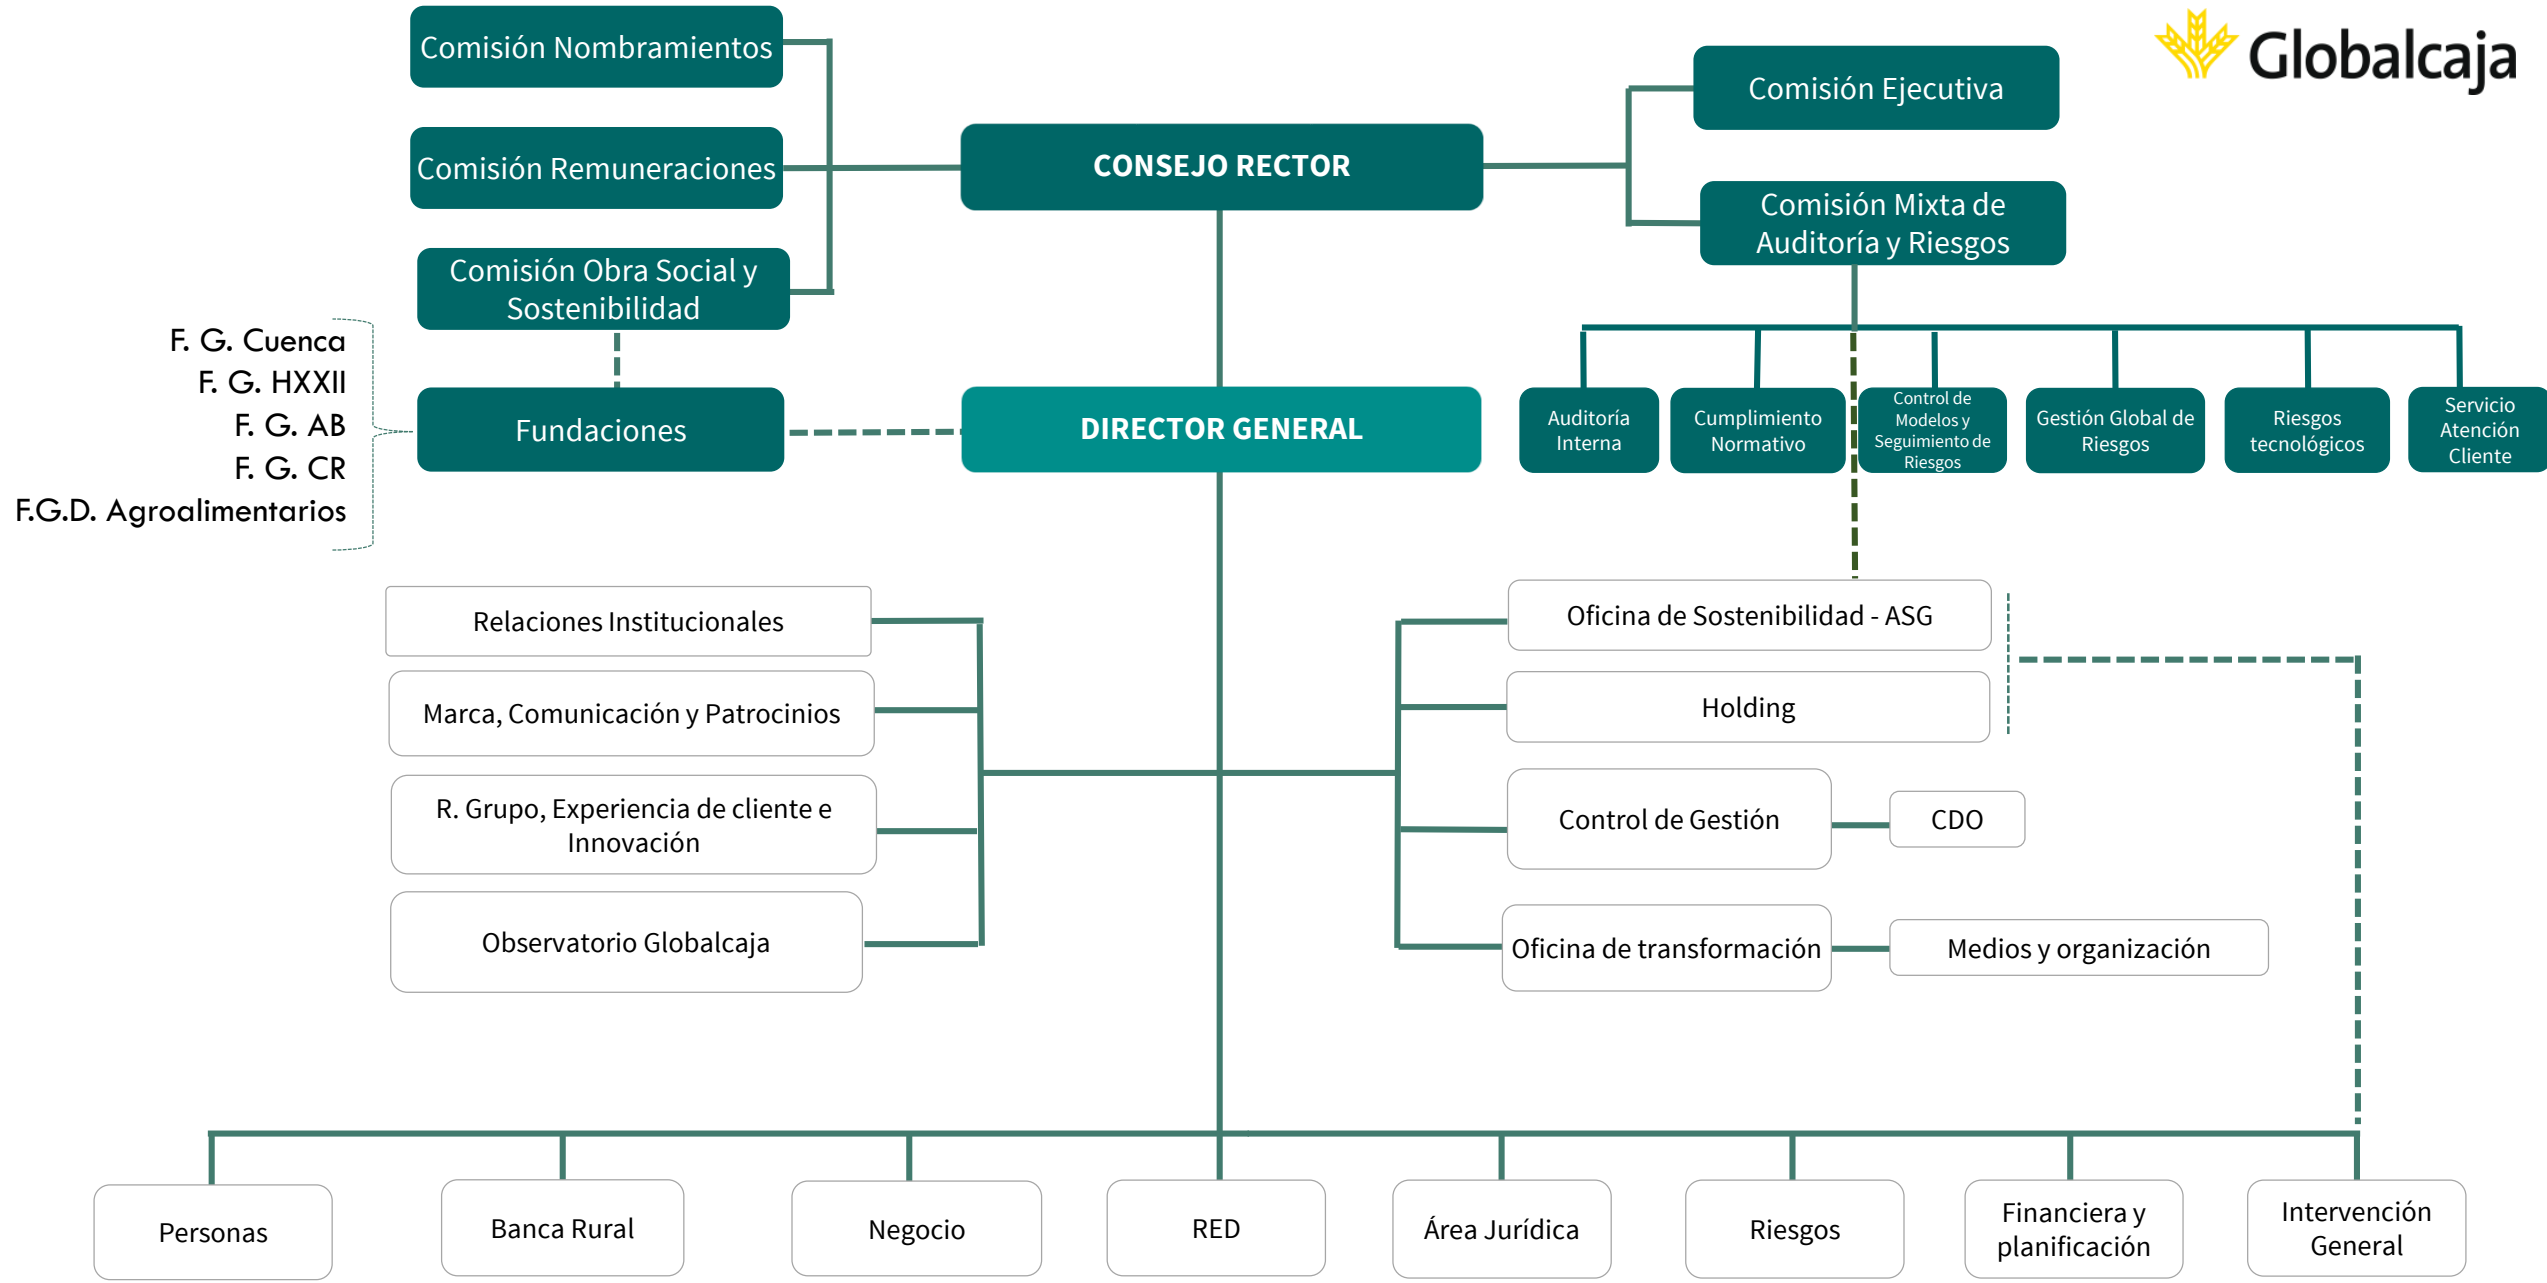 Globalcaja
Comisión Nombramientos
Comisión Remuneraciones
Comisión Obra Social y
Sostenibilidad
CONSEJO RECTOR
Comisión Ejecutiva
Comisión Mixta de
Auditoría y Riesgos
F. G. Cuenca
F. G. HXXII
F. G. AB
F. G. CR
F.G.D. Agroalimentarios
Fundaciones
DIRECTOR GENERAL
Auditoría
Interna
Cumplimiento
Normativo
Control de
Modelos y
Seguimiento de
Riesgos
Gestión Global de
Riesgos
Riesgos
tecnológicos
Servicio
Atención
Cliente
Relaciones Institucionales
Marca, Comunicación y Patrocinios
R. Grupo, Experiencia de cliente e
Innovación
Observatorio Globalcaja
Oficina de Sostenibilidad - ASG
Holding
Control de Gestión
CDO
Oficina de transformación
Medios y organización
Personas
Banca Rural
Negocio
RED
Área Jurídica
Riesgos
Financiera y
planificación
Intervención
General